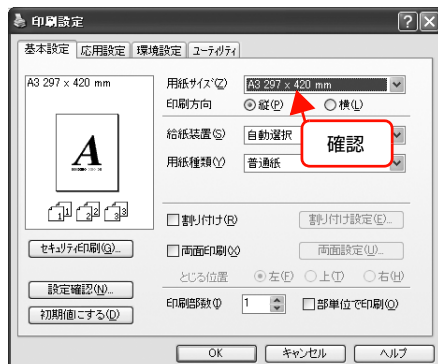 印刷設定
基本設定 応用設定 環境設定 ユーティリティ
A3 297 x 420 mm
A
1 1 2 2 3 3
セキュリティ印刷(G)...
設定確認(N)...
初期値にする(D)
用紙サイズ(Z) A3 297 x 420 mm
印刷方向 縦(P) 横(L)
給紙装置(S) 自動選択
確認
用紙種類(Y) 普通紙
割り付け(R) 割り付け設定(E)...
両面印刷(X) 両面設定(U)...
とじる位置 左(F) 上(T) 右(H)
印刷部数(I) 1 部単位で印刷(O)
OK キャンセル ヘルプ